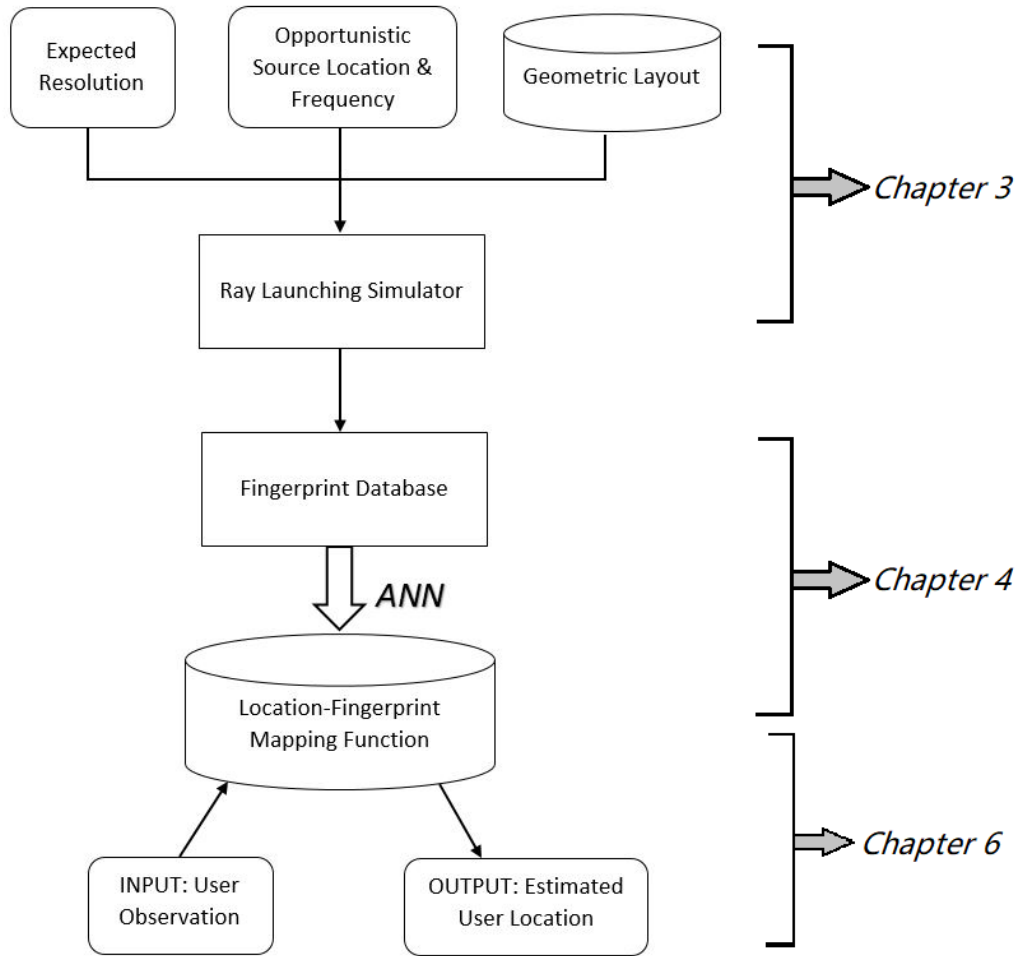 Expected
Resolution
Opportunistic
Source Location &
Frequency
Geometric Layout
Chapter 3
Ray Launching Simulator
Fingerprint Database
ANN
Chapter 4
Location-Fingerprint
Mapping Function
Chapter 6
INPUT: User
Observation
OUTPUT: Estimated
User Location